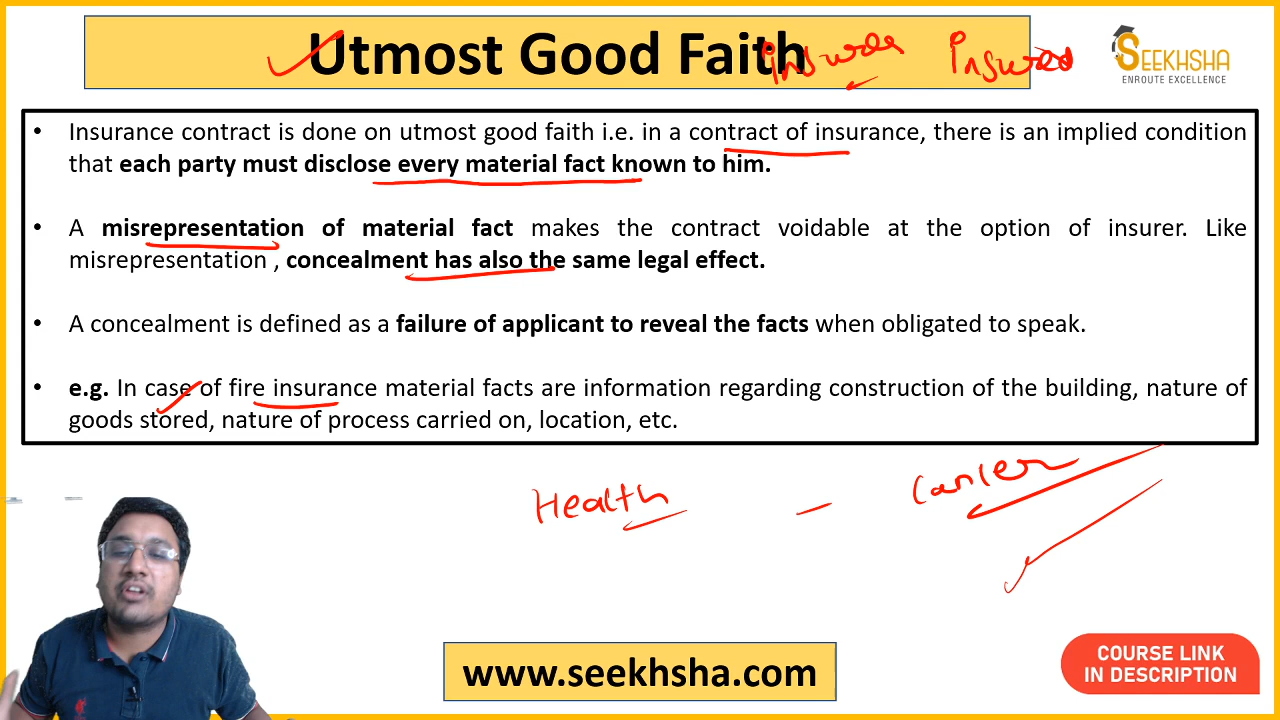 Utmost Good Faith
insurer Insured
SEEKHSHA
ENROUTE EXCELLENCE
• Insurance contract is done on utmost good faith i.e. in a contract of insurance, there is an implied condition
that each party must disclose every material fact known to him.
• A misrepresentation of material fact makes the contract voidable at the option of insurer. Like
misrepresentation , concealment has also the same legal effect.
• A concealment is defined as a failure of applicant to reveal the facts when obligated to speak.
• e.g. In case of fire insurance material facts are information regarding construction of the building, nature of
goods stored, nature of process carried on, location, etc.
Health - Cancer
www.seekhsha.com
COURSE LINK
IN DESCRIPTION